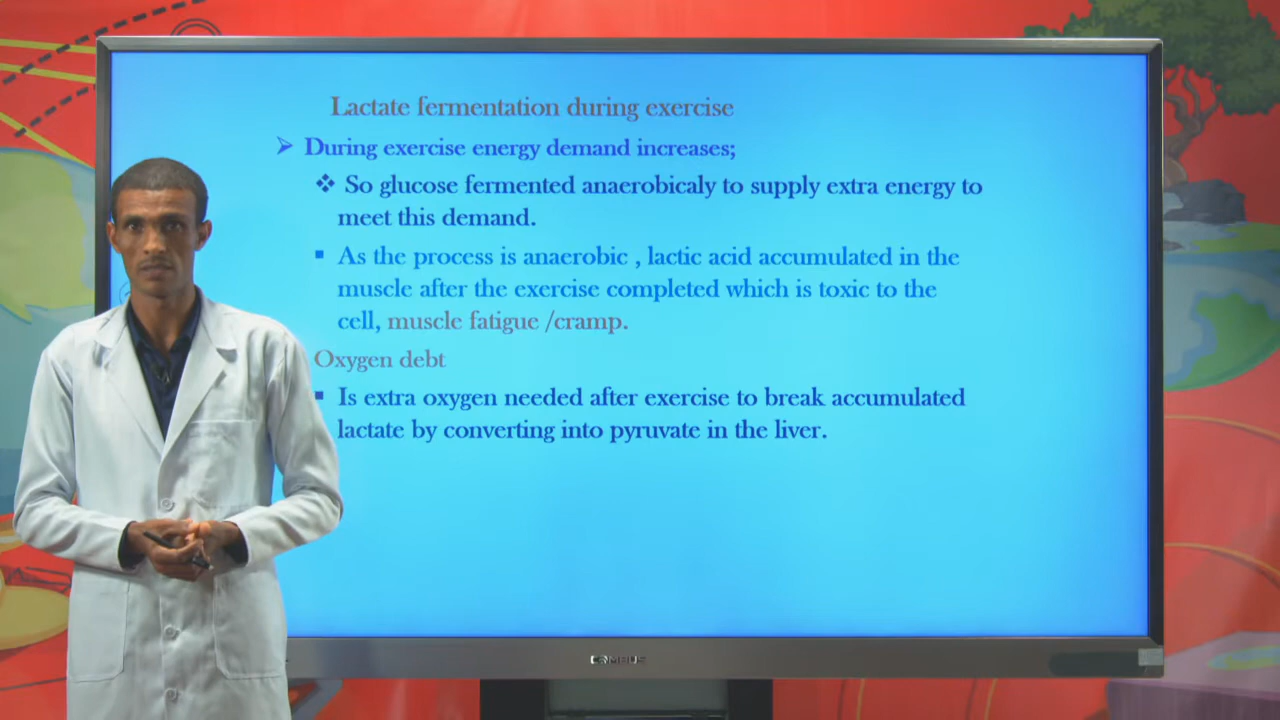 Lactate fermentation during exercise
During exercise energy demand increases;
So glucose fermented anaerobicaly to supply extra energy to
meet this demand.
As the process is anaerobic , lactic acid accumulated in the
muscle after the exercise completed which is toxic to the
cell, muscle fatigue /cramp.
Oxygen debt
Is extra oxygen needed after exercise to break accumulated
lactate by converting into pyruvate in the liver.